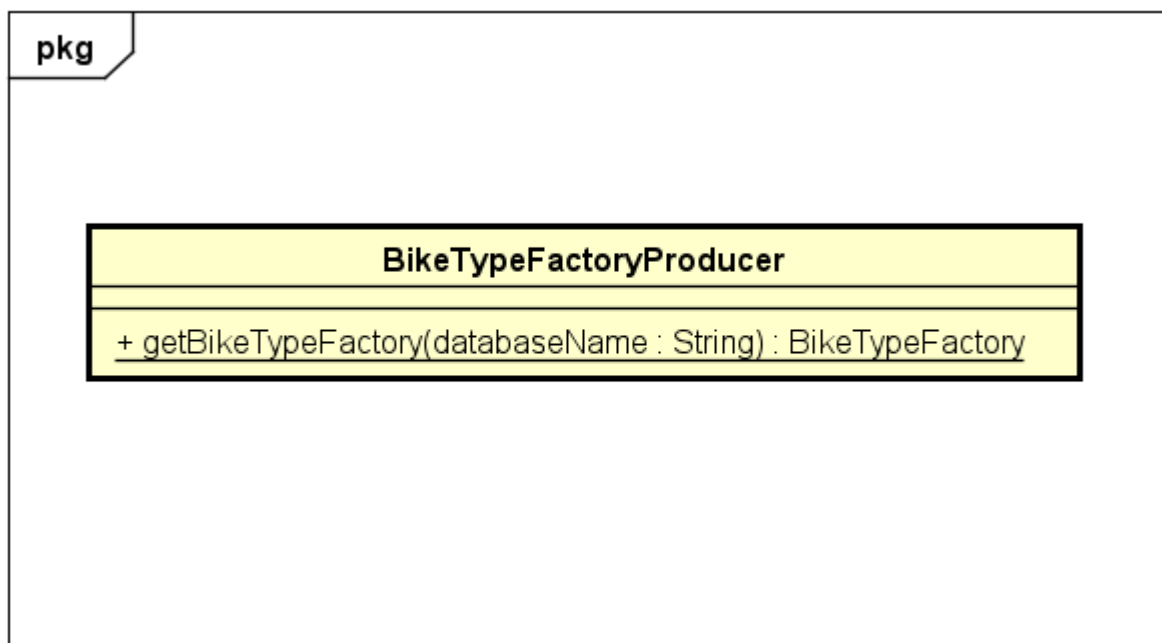 pkg
BikeTypeFactoryProducer
+ getBikeTypeFactory(databaseName : String) : BikeTypeFactory